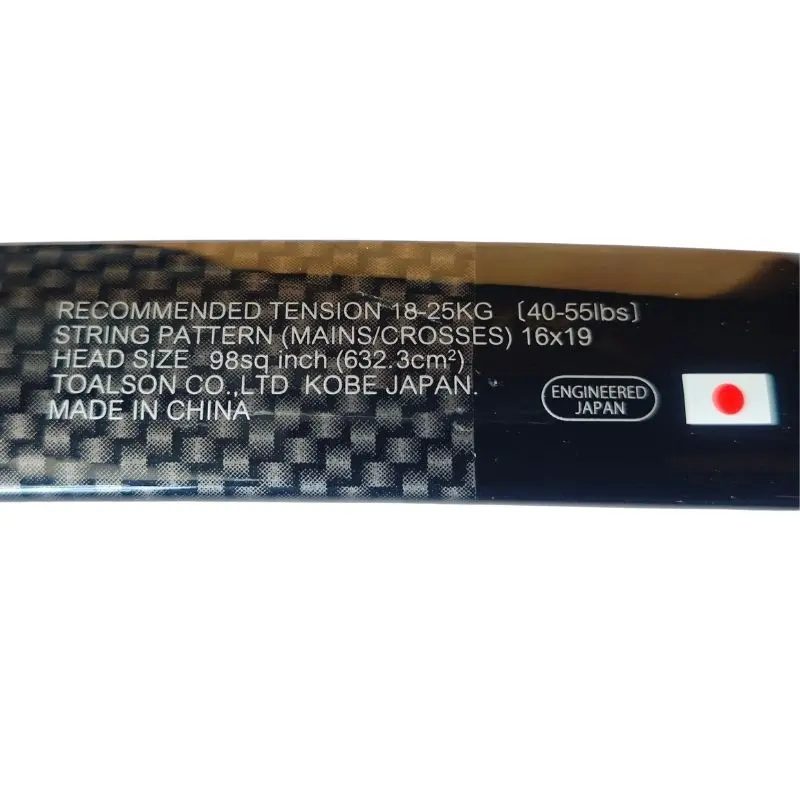 RECOMMENDED TENSION 18-25KG [40-55lbs]
STRING PATTERN (MAINS/CROSSES) 16x19
HEAD SIZE 98sq inch (632.3cm²)
TOALSON CO.,LTD KOBE JAPAN.
MADE IN CHINA
ENGINEERED
JAPAN